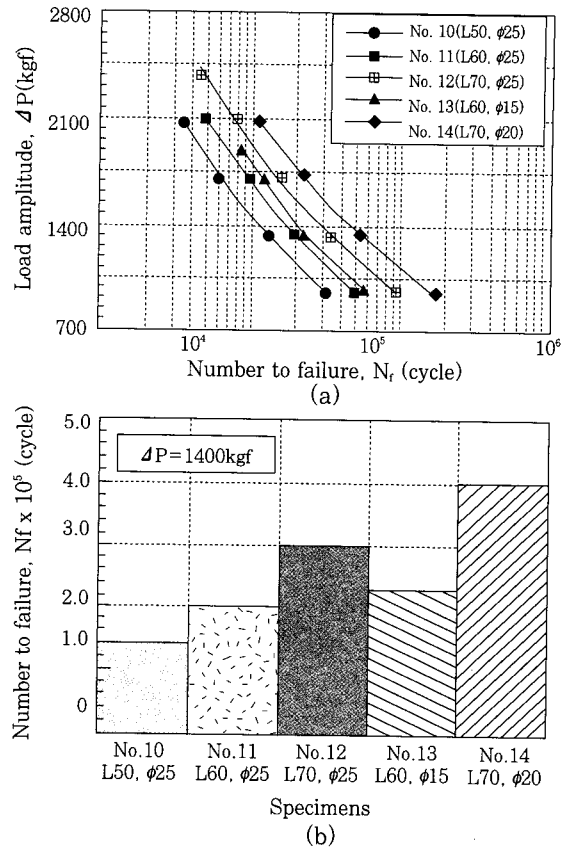 2800
2100
1400
700
Load amplitude, ΔP(kgf)
No. 10(L50, φ25)
No. 11(L60, φ25)
No. 12(L70, φ25)
No. 13(L60, φ15)
No. 14(L70, φ20)
10⁴ 10⁵ 10⁶
Number to failure, Nf (cycle)
(a)
5.0
4.0
3.0
2.0
1.0
0
Number to failure, Nf x 10⁵ (cycle)
ΔP=1400kgf
No.10 No.11 No.12 No.13 No.14
L50, φ25 L60, φ25 L70, φ25 L60, φ15 L70, φ20
Specimens
(b)